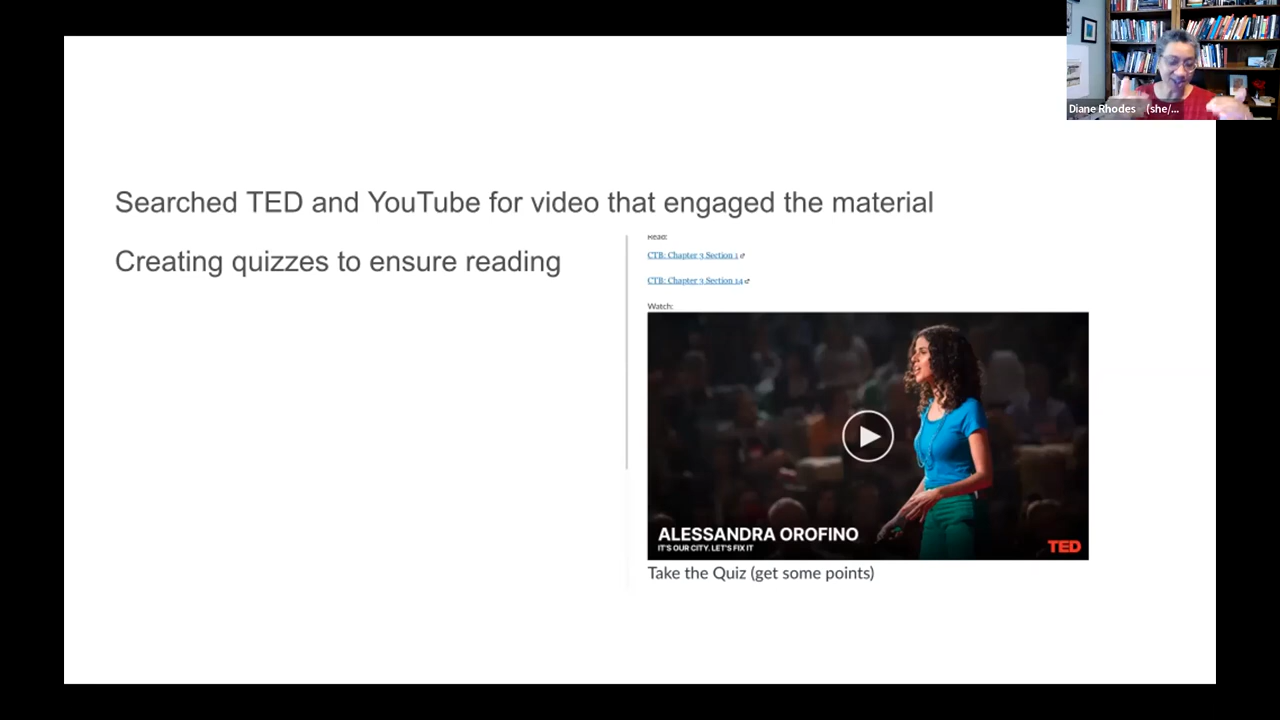 Diane Rhodes (she/...
Searched TED and YouTube for video that engaged the material
Creating quizzes to ensure reading
Read:
CTB: Chapter 3 Section 1
CTB: Chapter 3 Section 14
Watch:
ALESSANDRA OROFINO
IT'S OUR CITY. LET'S FIX IT
TED
Take the Quiz (get some points)